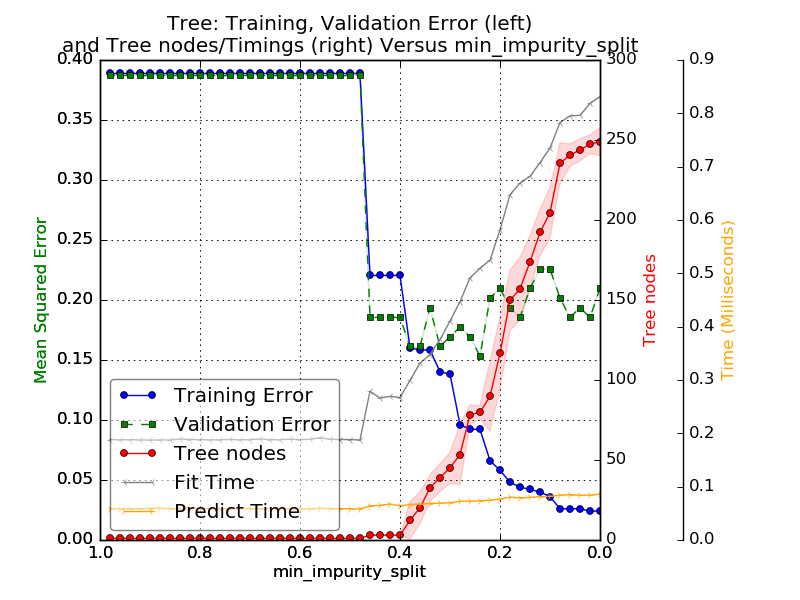 Tree: Training, Validation Error (left)
and Tree nodes/Timings (right) Versus min_impurity_split
0.40
0.35
0.30
0.25
0.20
0.15
0.10
0.05
0.00
Mean Squared Error
300
250
200
150
100
50
0
Tree nodes
0.9
0.8
0.7
0.6
0.5
0.4
0.3
0.2
0.1
0.0
Time (Milliseconds)
Training Error
Validation Error
Tree nodes
Fit Time
Predict Time
1.0 0.8 0.6 0.4 0.2 0.0
min_impurity_split